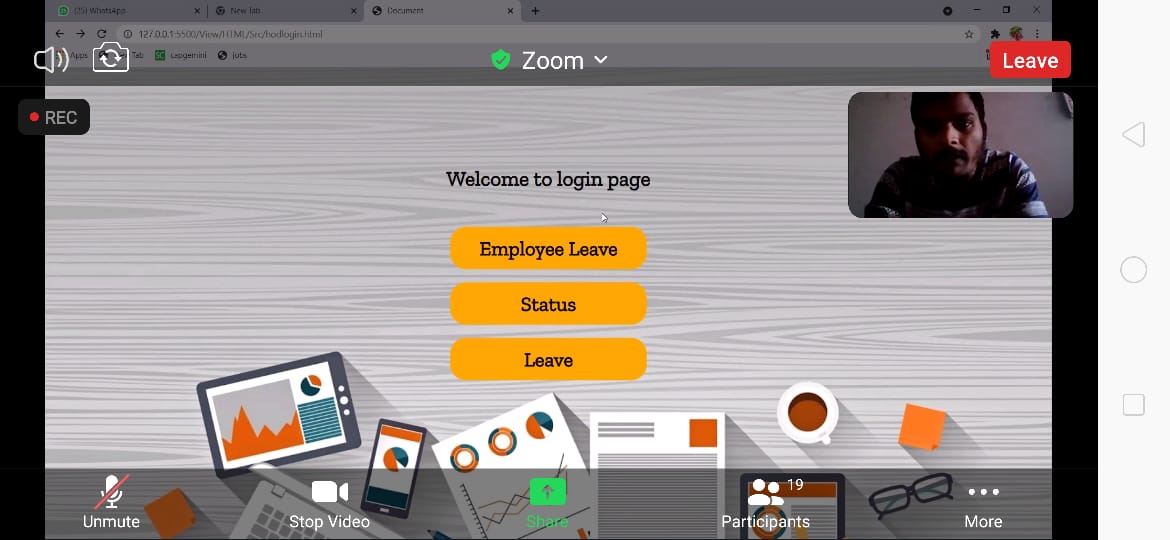 (25) WhatsApp
New Tab
Document
127.0.0.1:5500/View/HTML/Src/hodlogin.html
Apps
Tab
capgemini
jobs
Zoom
Leave
REC
Welcome to login page
Employee Leave
Status
Leave
Unmute
Stop Video
Share
19
Participants
More